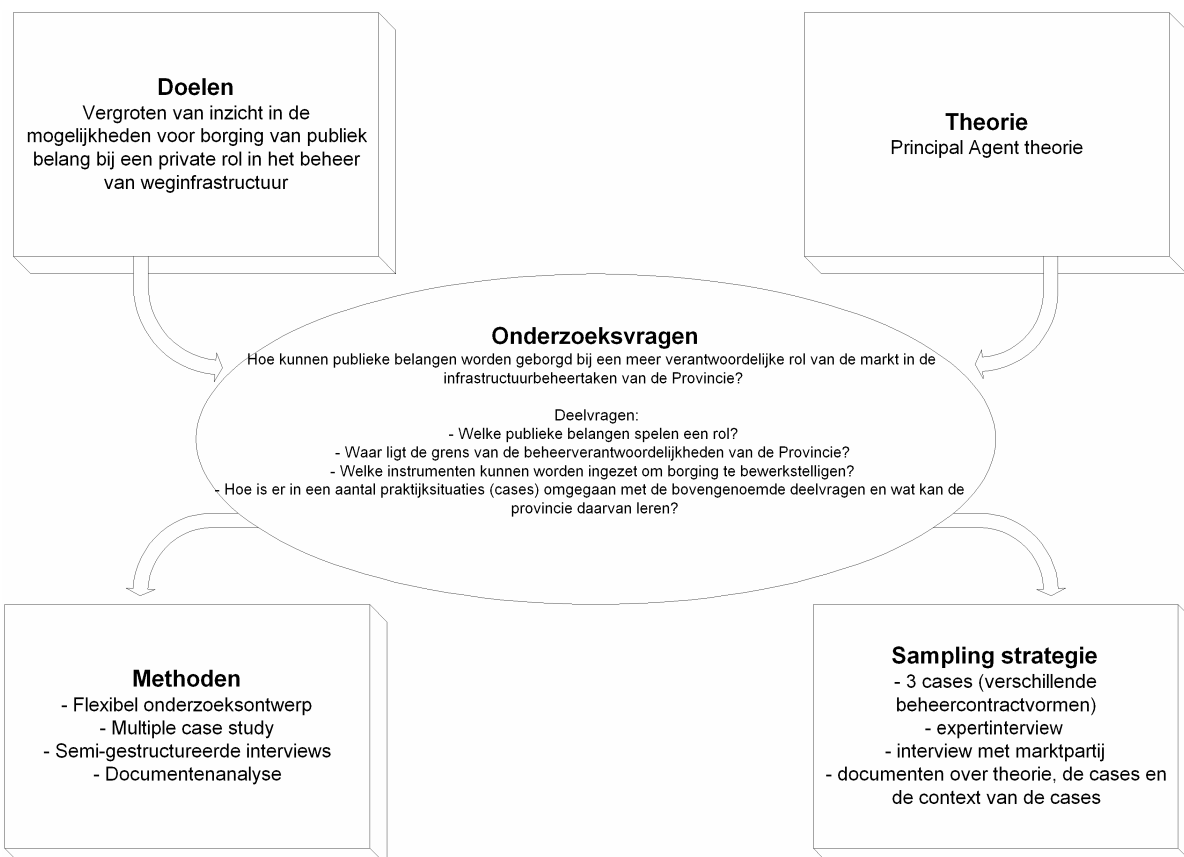 Doelen
Vergroten van inzicht in de
mogelijkheden voor borging van publiek
belang bij een private rol in het beheer
van weginfrastructuur
Theorie
Principal Agent theorie
Onderzoeksvragen
Hoe kunnen publieke belangen worden geborgd bij een meer verantwoordelijke rol van de markt in de
infrastructuurbeheertaken van de Provincie?
Deelvragen:
- Welke publieke belangen spelen een rol?
- Waar ligt de grens van de beheerverantwoordelijkheden van de Provincie?
- Welke instrumenten kunnen worden ingezet om borging te bewerkstelligen?
- Hoe is er in een aantal praktijksituaties (cases) omgegaan met de bovengenoemde deelvragen en wat kan de
provincie daarvan leren?
Methoden
- Flexibel onderzoeksontwerp
- Multiple case study
- Semi-gestructureerde interviews
- Documentenanalyse
Sampling strategie
- 3 cases (verschillende
beheercontractvormen)
- expertinterview
- interview met marktpartij
- documenten over theorie, de cases en
de context van de cases